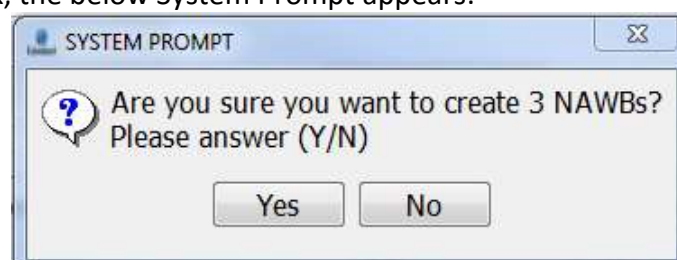 the below System Prompt appears:
SYSTEM PROMPT
Are you sure you want to create 3 NAWBs?
Please answer (Y/N)
Yes No